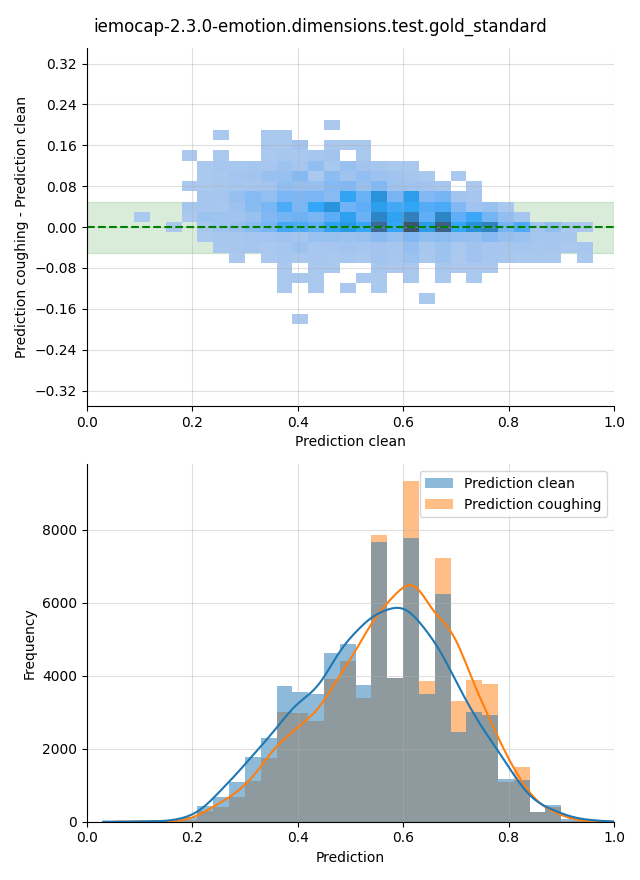 iemocap-2.3.0-emotion.dimensions.test.gold_standard
Prediction coughing - Prediction clean
0.32
0.24
0.16
0.08
0.00
−0.08
−0.16
−0.24
−0.32
0.0 0.2 0.4 0.6 0.8 1.0
Prediction clean
Prediction clean
Prediction coughing
Frequency
8000
6000
4000
2000
0
0.0 0.2 0.4 0.6 0.8 1.0
Prediction